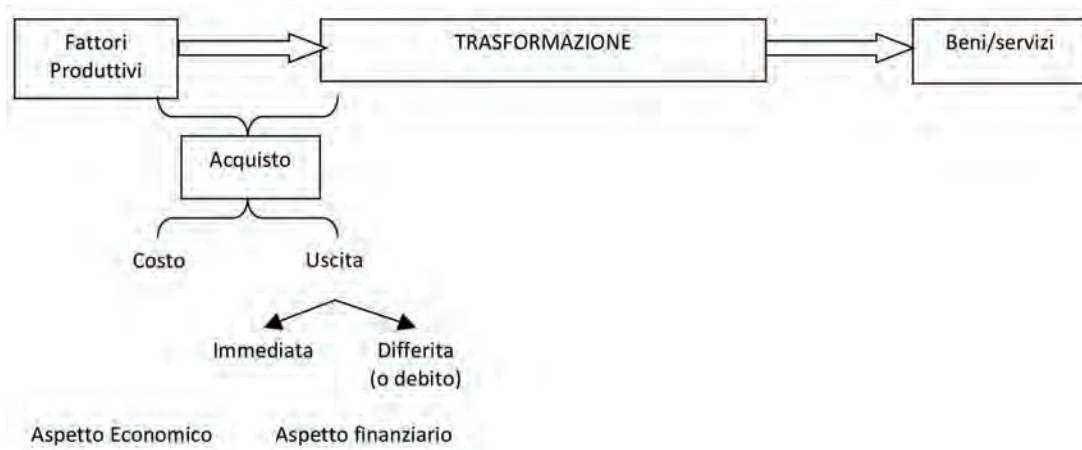 Fattori
Produttivi
TRASFORMAZIONE
Beni/servizi
Acquisto
Costo
Uscita
Immediata
Differita
(o debito)
Aspetto Economico
Aspetto finanziario